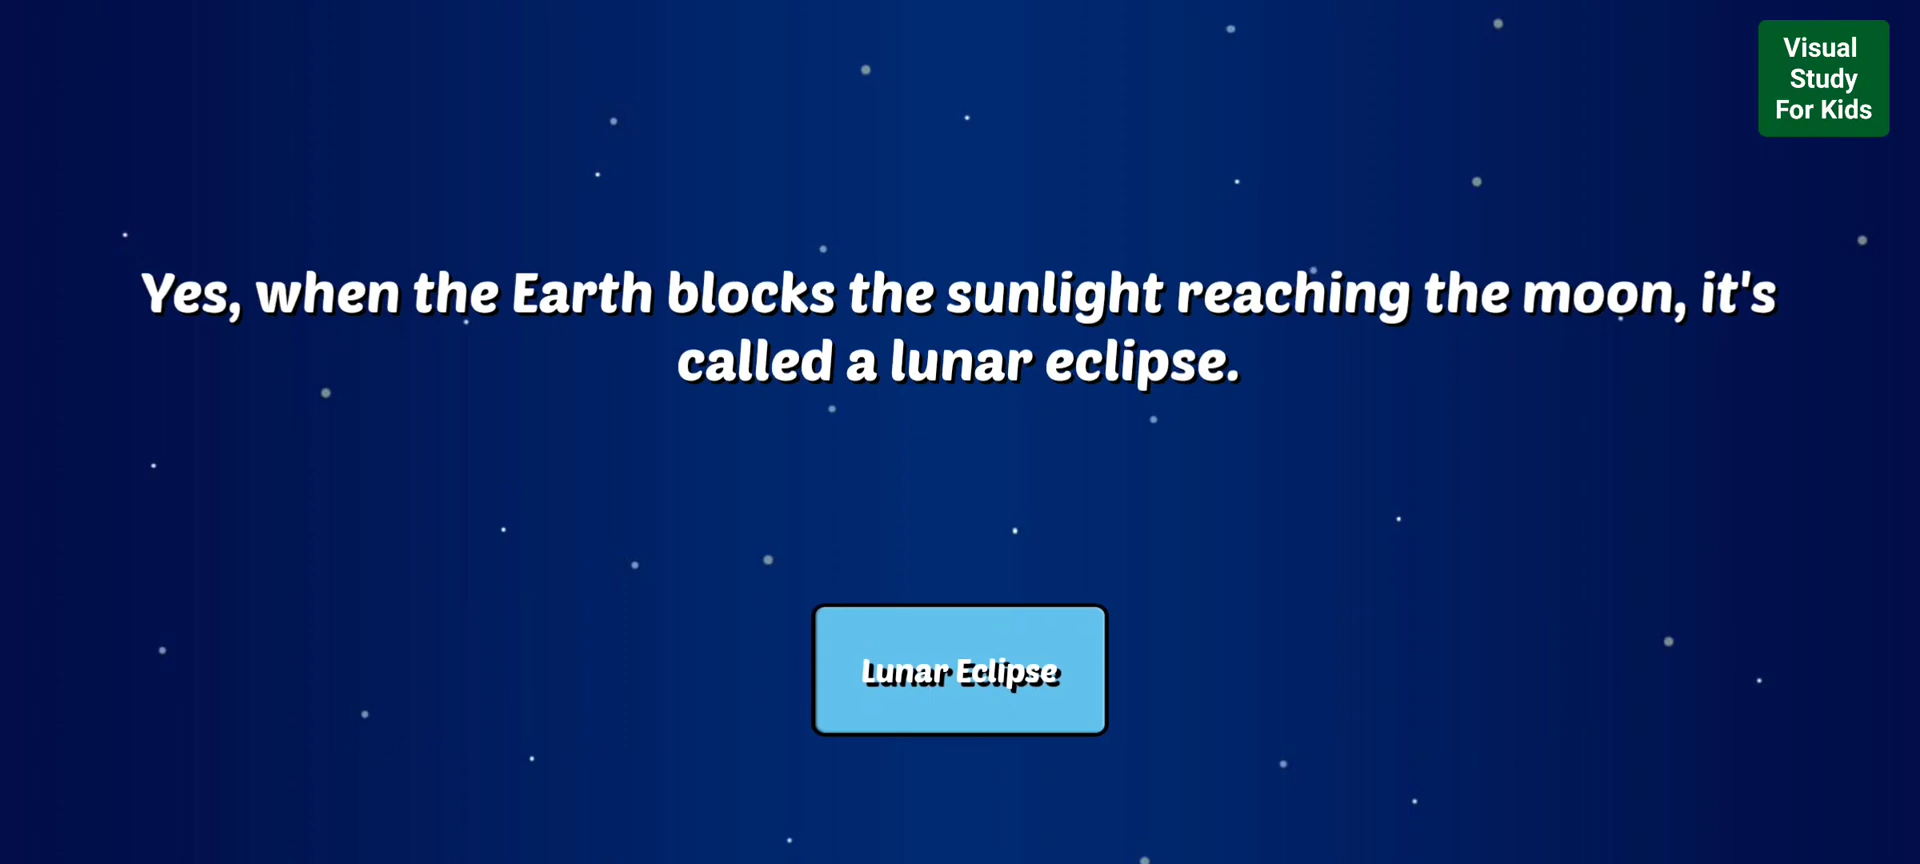 Visual
Study
For Kids
Yes, when the Earth blocks the sunlight reaching the moon, it's
called a lunar eclipse.
Lunar Eclipse